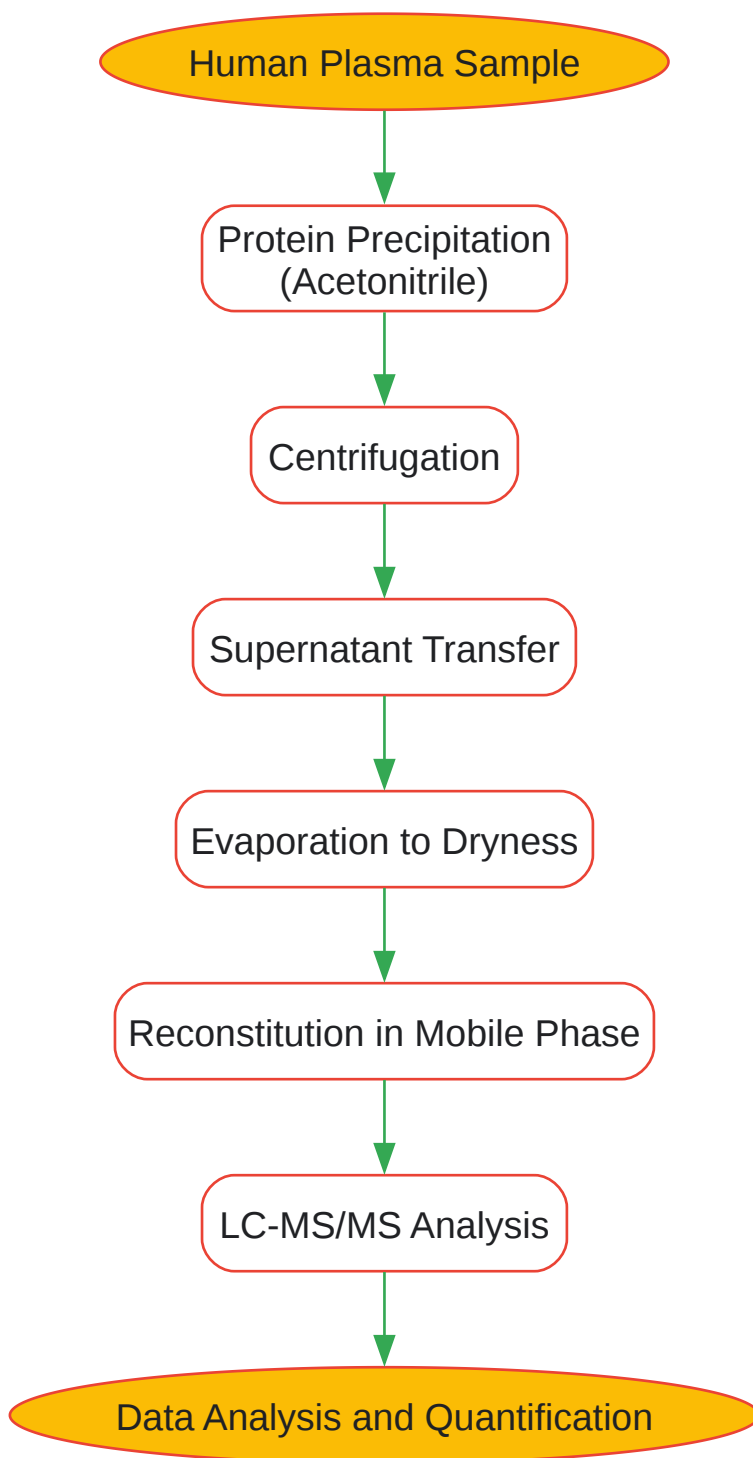 Human Plasma Sample
Protein Precipitation
(Acetonitrile)
Centrifugation
Supernatant Transfer
Evaporation to Dryness
Reconstitution in Mobile Phase
LC-MS/MS Analysis
Data Analysis and Quantification